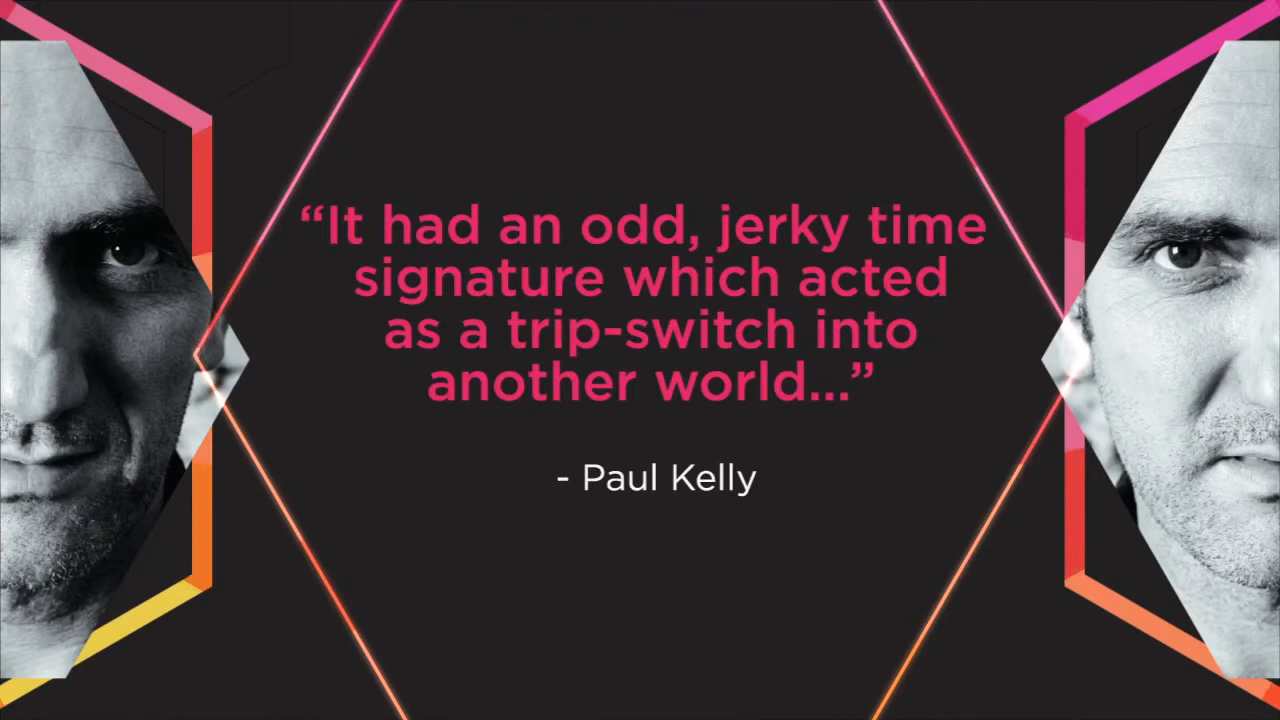 “It had an odd, jerky time
signature which acted
as a trip-switch into
another world...”
- Paul Kelly